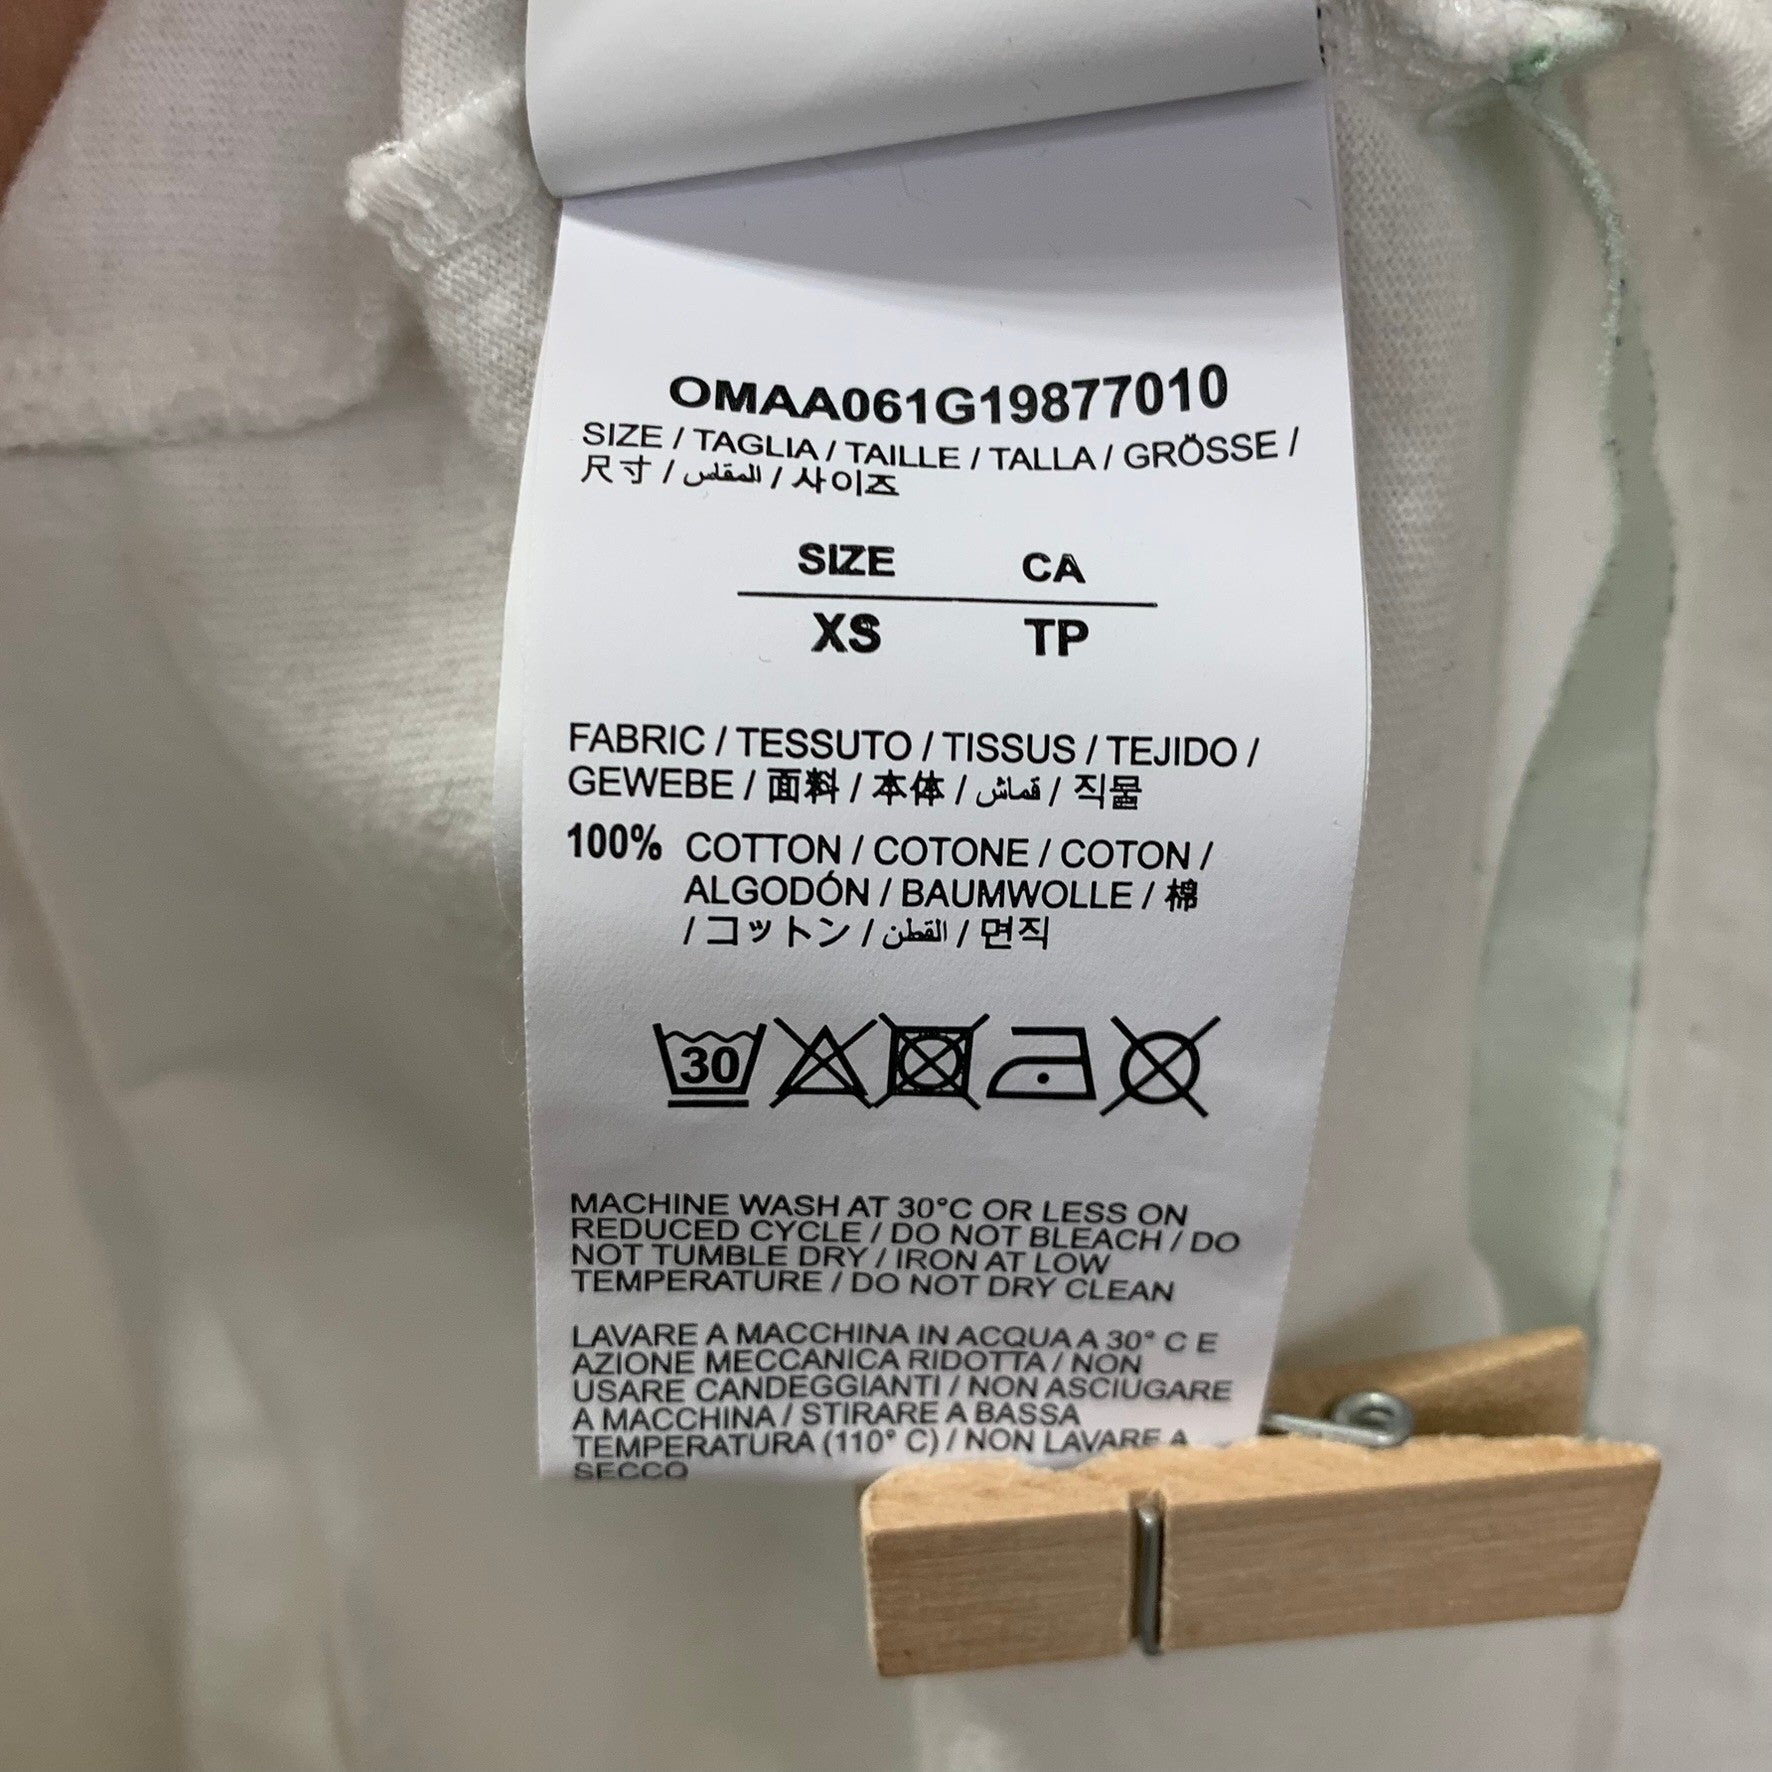 OMAA061G19877010
SIZE / TAGLIA / TAILLE / TALLA / GRÖSSE /
尺寸 / المقاس / 사이즈
SIZE CA
XS TP
FABRIC / TESSUTO / TISSUS / TEJIDO /
GEWEBE / 面料 / 本体 / قماش / 직물
100% COTTON / COTONE / COTON /
ALGODÓN / BAUMWOLLE / 棉
/ コットン / القطن / 면직
30
MACHINE WASH AT 30°C OR LESS ON
REDUCED CYCLE / DO NOT BLEACH / DO
NOT TUMBLE DRY / IRON AT LOW
TEMPERATURE / DO NOT DRY CLEAN
LAVARE A MACCHINA IN ACQUA A 30° C E
AZIONE MECCANICA RIDOTTA / NON
USARE CANDEGGIANTI / NON ASCIUGARE
A MACCHINA / STIRARE A BASSA
TEMPERATURA (110° C) / NON LAVARE A
SECCO